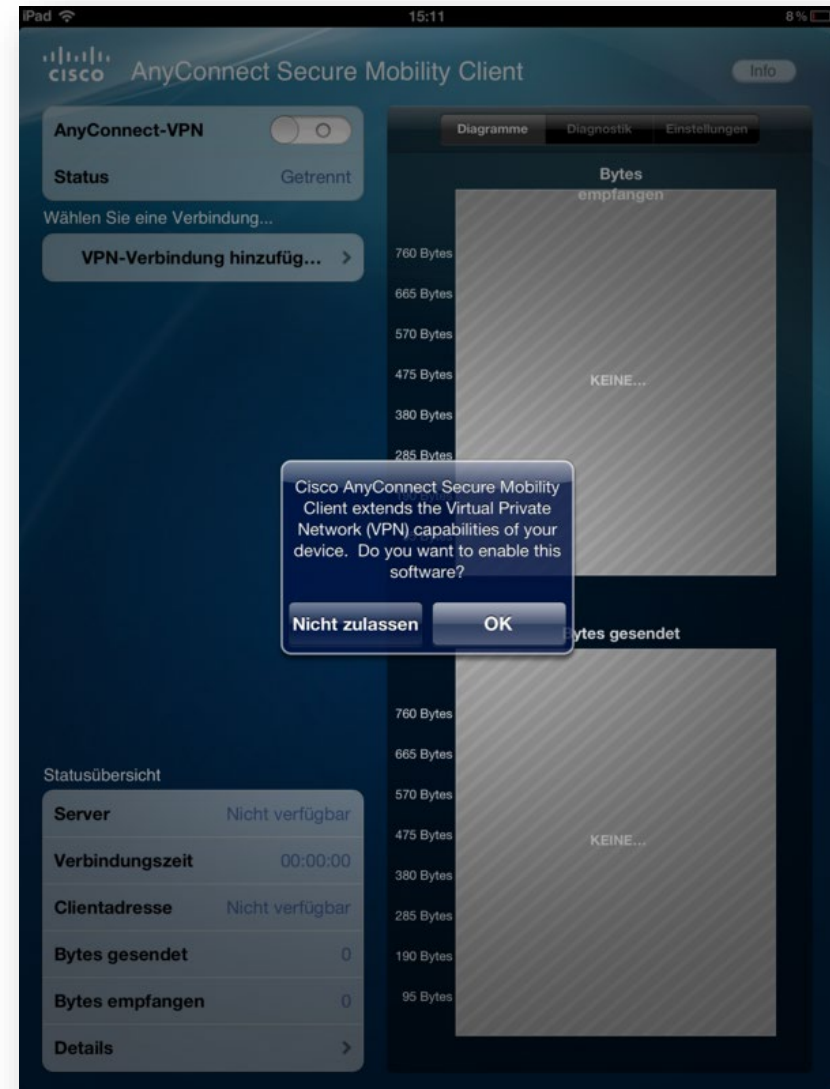 iPad 15:11 8 %
CISCO AnyConnect Secure Mobility Client Info
AnyConnect-VPN
Status Getrennt
Wählen Sie eine Verbindung...
VPN-Verbindung hinzufüg...
Diagramme Diagnostik Einstellungen
Bytes
empfangen
760 Bytes
665 Bytes
570 Bytes
475 Bytes
KEINE...
380 Bytes
285 Bytes
Cisco AnyConnect Secure Mobility
Client extends the Virtual Private
Network (VPN) capabilities of your
device. Do you want to enable this
software?
Nicht zulassen OK
Bytes gesendet
760 Bytes
665 Bytes
570 Bytes
475 Bytes
KEINE...
380 Bytes
285 Bytes
190 Bytes
95 Bytes
Statusübersicht
Server Nicht verfügbar
Verbindungszeit 00:00:00
Clientadresse Nicht verfügbar
Bytes gesendet 0
Bytes empfangen 0
Details